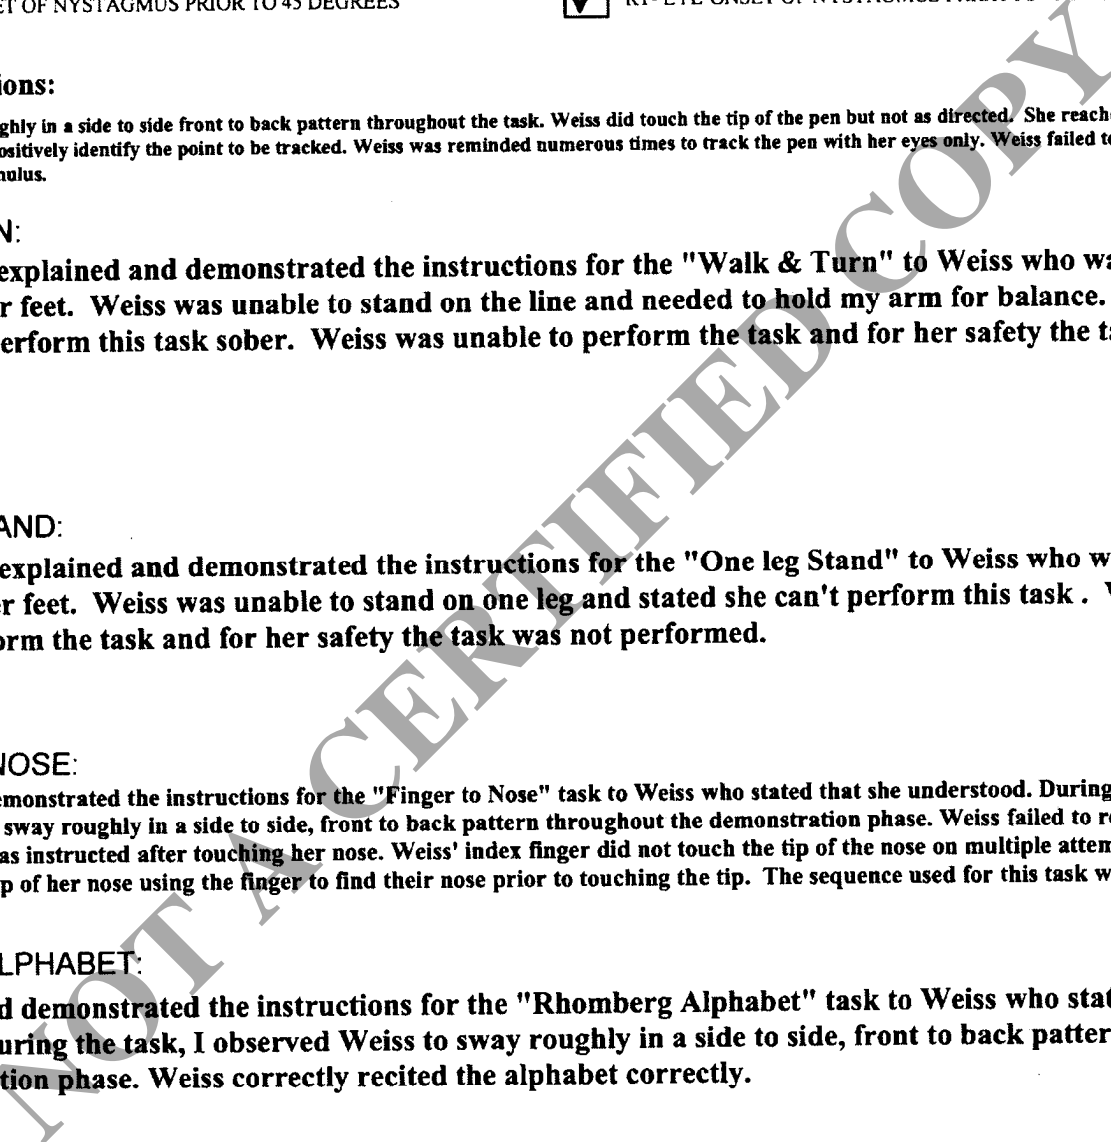 ET OF NYSTAGMUS PRIOR TO 45 DEGREES
ions:
ghly in a side to side front to back pattern throughout the task. Weiss did touch the tip of the pen but not as directed. She reach
ositively identify the point to be tracked. Weiss was reminded numerous times to track the pen with her eyes only. Weiss failed to
nulus.
N:
explained and demonstrated the instructions for the "Walk & Turn" to Weiss who wa
r feet. Weiss was unable to stand on the line and needed to hold my arm for balance.
erform this task sober. Weiss was unable to perform the task and for her safety the ta
AND:
explained and demonstrated the instructions for the "One leg Stand" to Weiss who w
er feet. Weiss was unable to stand on one leg and stated she can't perform this task .
orm the task and for her safety the task was not performed.
NOSE:
emonstrated the instructions for the "Finger to Nose" task to Weiss who stated that she understood. During
sway roughly in a side to side, front to back pattern throughout the demonstration phase. Weiss failed to re
as instructed after touching her nose. Weiss' index finger did not touch the tip of the nose on multiple attem
p of her nose using the finger to find their nose prior to touching the tip. The sequence used for this task w
LPHABET:
d demonstrated the instructions for the "Rhomberg Alphabet" task to Weiss who stat
uring the task, I observed Weiss to sway roughly in a side to side, front to back patter
tion phase. Weiss correctly recited the alphabet correctly.
NOT A CERTIFIED COPY